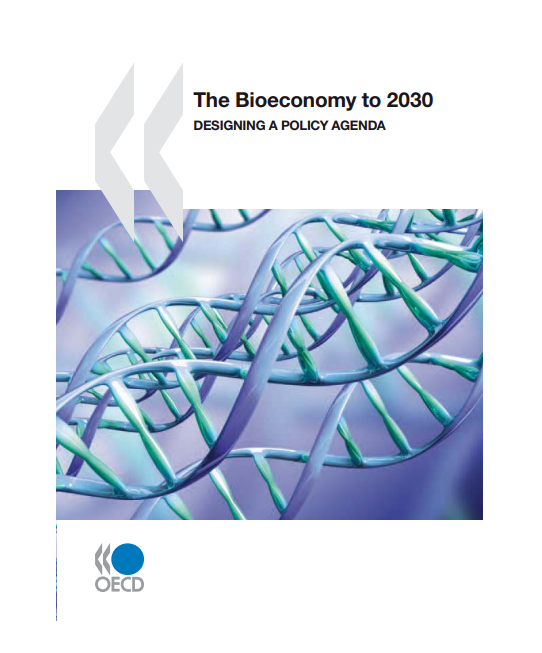 The Bioeconomy to 2030
DESIGNING A POLICY AGENDA
OECD